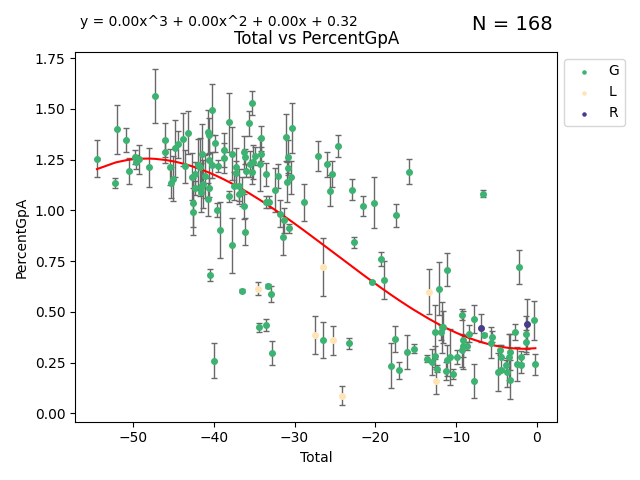 y = 0.00x^3 + 0.00x^2 + 0.00x + 0.32
N = 168
Total vs PercentGpA
PercentGpA
1.75
1.50
1.25
1.00
0.75
0.50
0.25
0.00
−50
−40
−30
−20
−10
0
Total
G
L
R